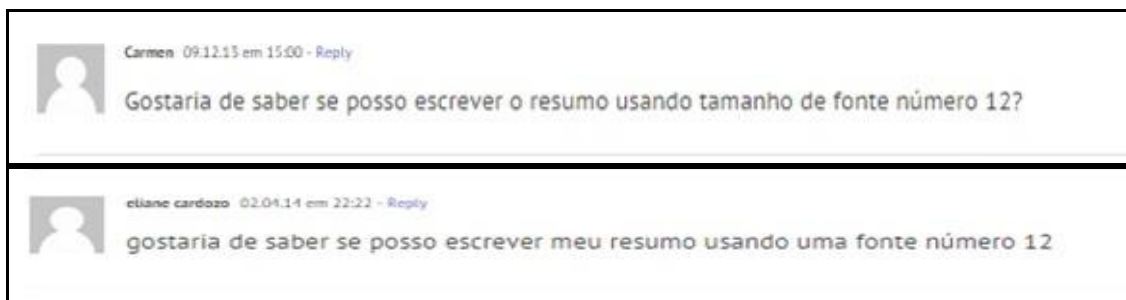 Carmen 09.12.13 em 15:00 - Reply
Gostaria de saber se posso escrever o resumo usando tamanho de fonte número 12?
eliane cardozo 02.04.14 em 22:22 - Reply
gostaria de saber se posso escrever meu resumo usando uma fonte número 12